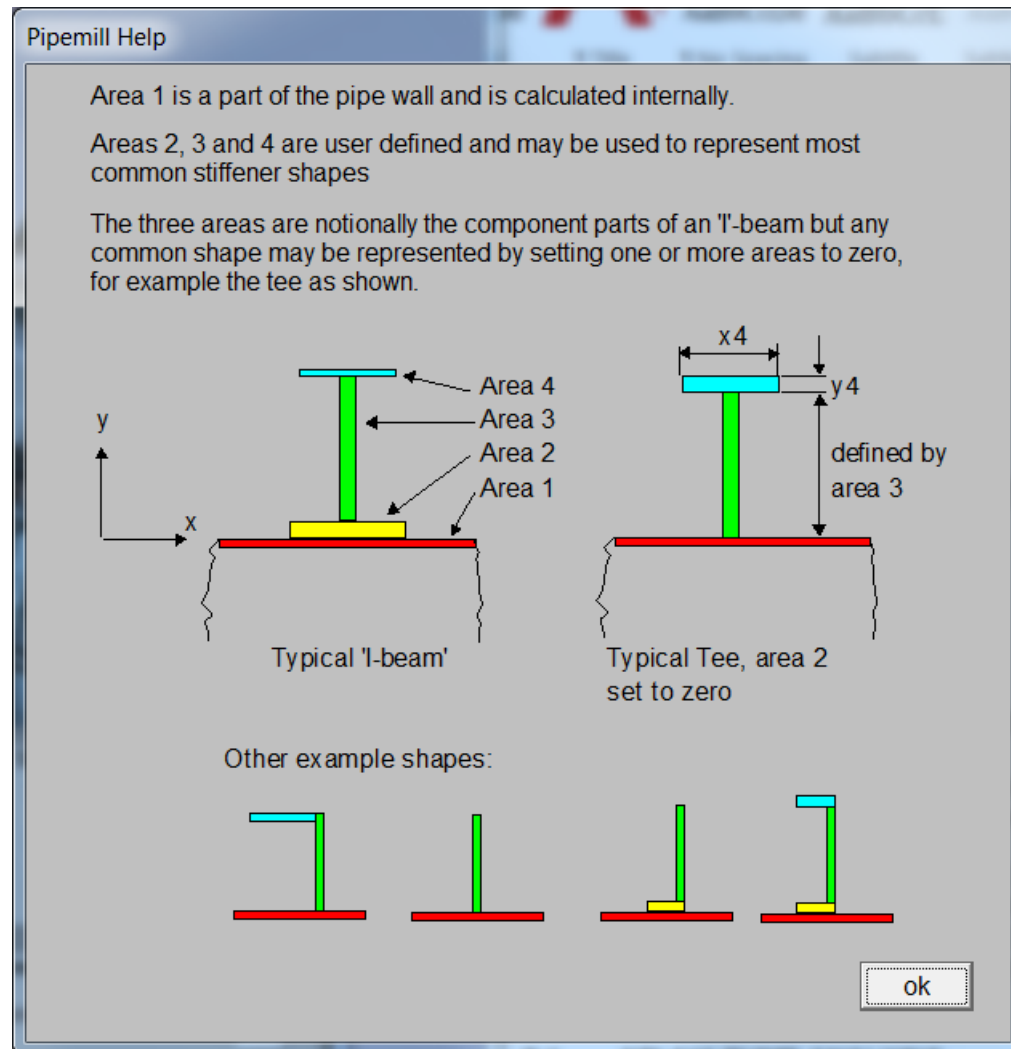 Pipemill Help
Area 1 is a part of the pipe wall and is calculated internally.
Areas 2, 3 and 4 are user defined and may be used to represent most
common stiffener shapes
The three areas are notionally the component parts of an 'I'-beam but any
common shape may be represented by setting one or more areas to zero,
for example the tee as shown.
y
x
Area 4
Area 3
Area 2
Area 1
Typical 'I-beam'
x4
y4
defined by
area 3
Typical Tee, area 2
set to zero
Other example shapes:
ok